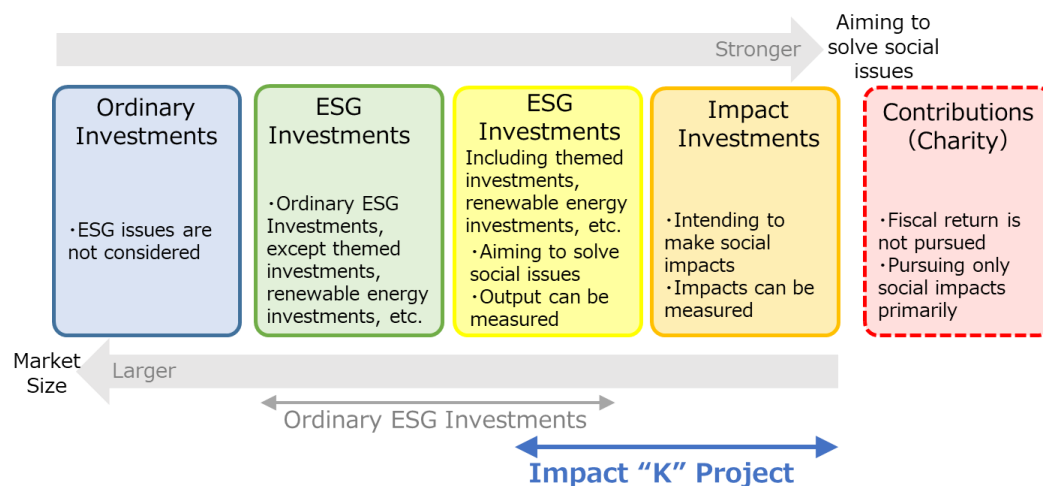 Stronger
Aiming to
solve social
issues
Ordinary
Investments
・ESG issues are
not considered
ESG
Investments
・Ordinary ESG
Investments,
except themed
investments,
renewable energy
investments, etc.
ESG
Investments
Including themed
investments,
renewable energy
investments, etc.
・Aiming to solve
social issues
・Output can be
measured
Impact
Investments
・Intending to
make social
impacts
・Impacts can be
measured
Contributions
(Charity)
・Fiscal return is
not pursued
・Pursuing only
social impacts
primarily
Market
Size
Larger
Ordinary ESG Investments
Impact “K” Project